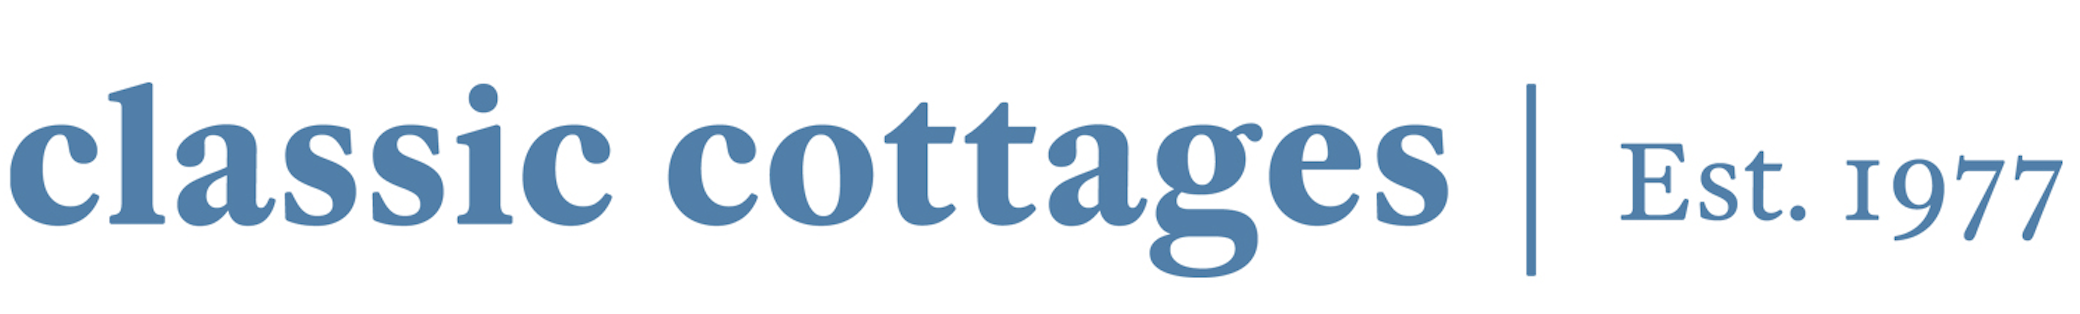 classic cottages | Est. 1977